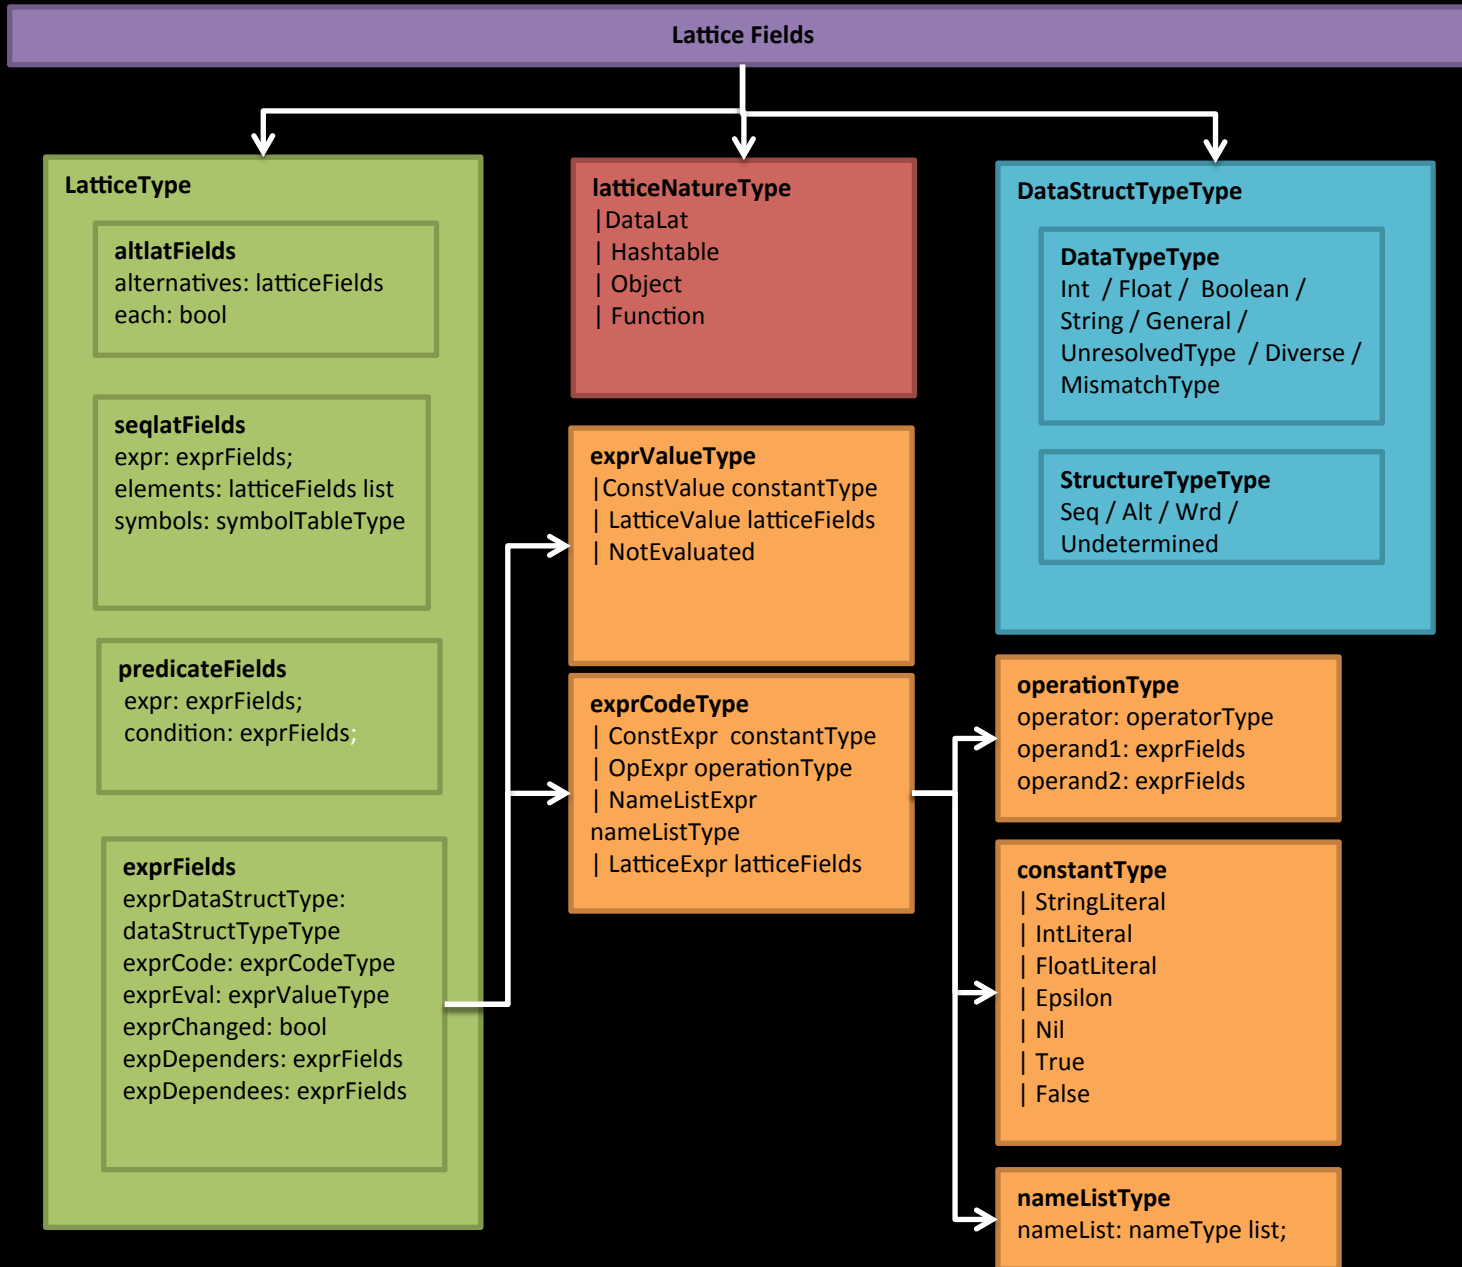 Lattice Fields
LatticeType
altlatFields
alternatives: latticeFields
each: bool
seqlatFields
expr: exprFields;
elements: latticeFields list
symbols: symbolTableType
predicateFields
expr: exprFields;
condition: exprFields;
exprFields
exprDataStructType:
dataStructTypeType
exprCode: exprCodeType
exprEval: exprValueType
exprChanged: bool
expDependers: exprFields
expDependees: exprFields
latticeNatureType
|DataLat
| Hashtable
| Object
| Function
exprValueType
|ConstValue constantType
| LatticeValue latticeFields
| NotEvaluated
exprCodeType
| ConstExpr  constantType
| OpExpr operationType
| NameListExpr
nameListType
| LatticeExpr latticeFields
DataStructTypeType
DataTypeType
Int  / Float /  Boolean /
String / General /
UnresolvedType  / Diverse /
MismatchType
StructureTypeType
Seq / Alt / Wrd /
Undetermined
operationType
operator: operatorType
operand1: exprFields
operand2: exprFields
constantType
| StringLiteral
| IntLiteral
| FloatLiteral
| Epsilon
| Nil
| True
| False
nameListType
nameList: nameType list;